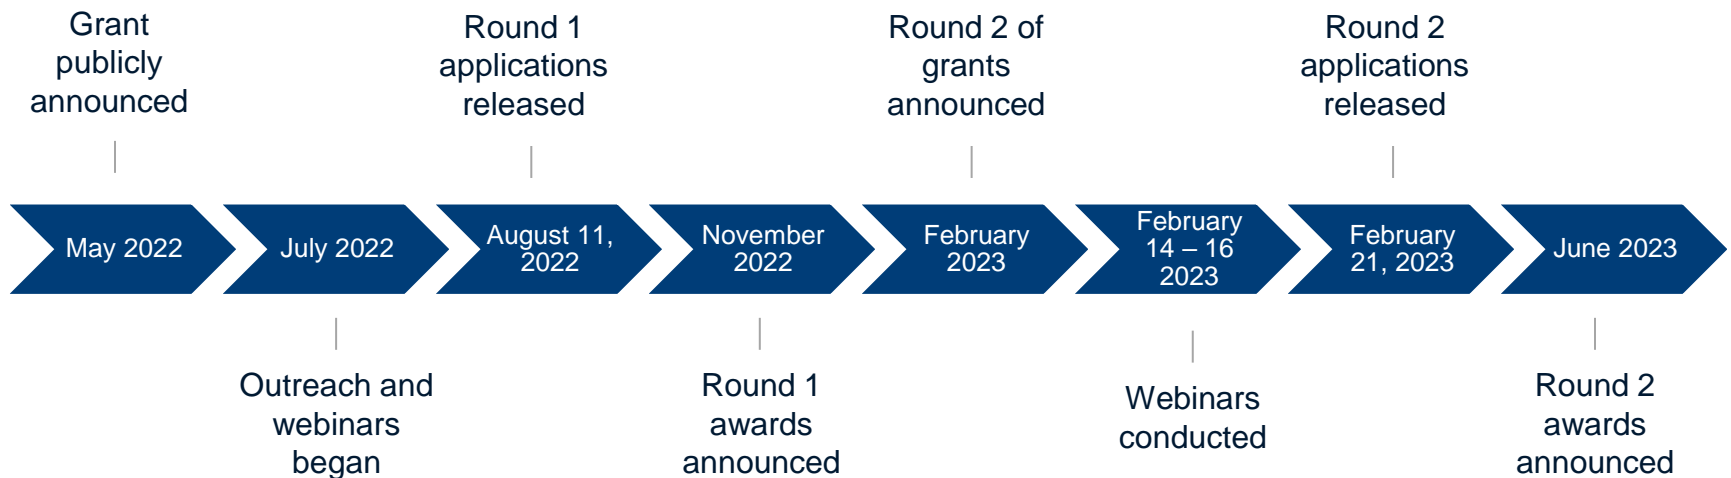 Grant
publicly
announced
Round 1
applications
released
Round 2 of
grants
announced
Round 2
applications
released
May 2022
July 2022
August 11,
2022
November
2022
February
2023
February
14 – 16
2023
February
21, 2023
June 2023
Outreach and
webinars
began
Round 1
awards
announced
Webinars
conducted
Round 2
awards
announced